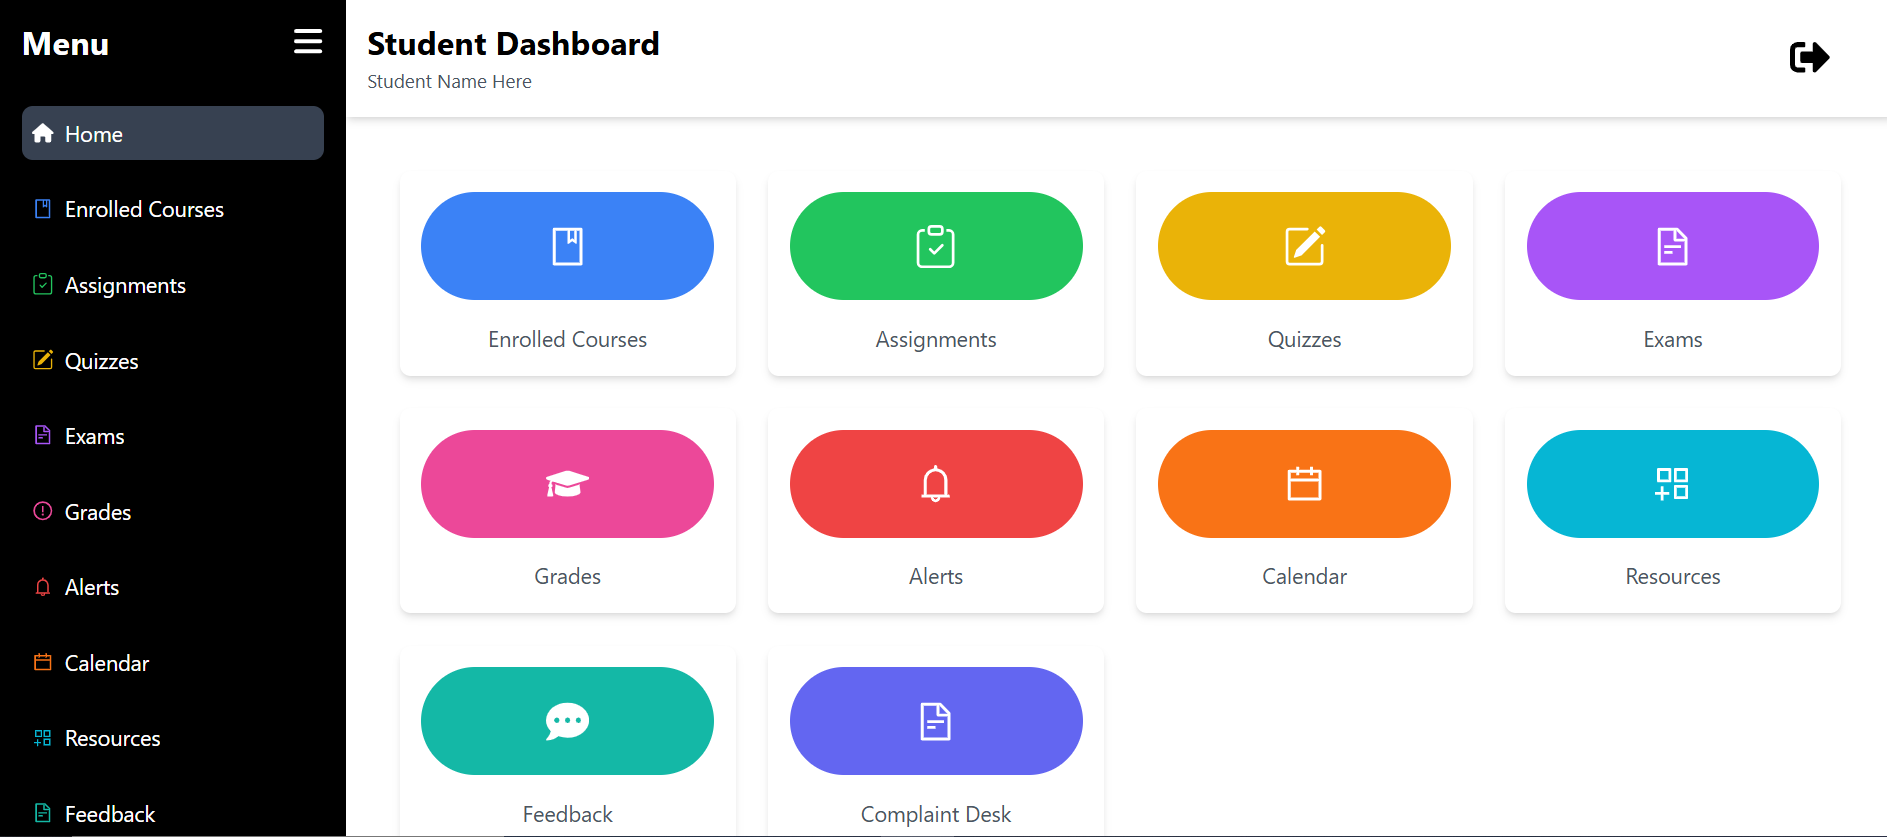 Menu
Home
Enrolled Courses
Assignments
Quizzes
Exams
Grades
Alerts
Calendar
Resources
Feedback
Student Dashboard
Student Name Here
Enrolled Courses
Assignments
Quizzes
Exams
Grades
Alerts
Calendar
Resources
Feedback
Complaint Desk